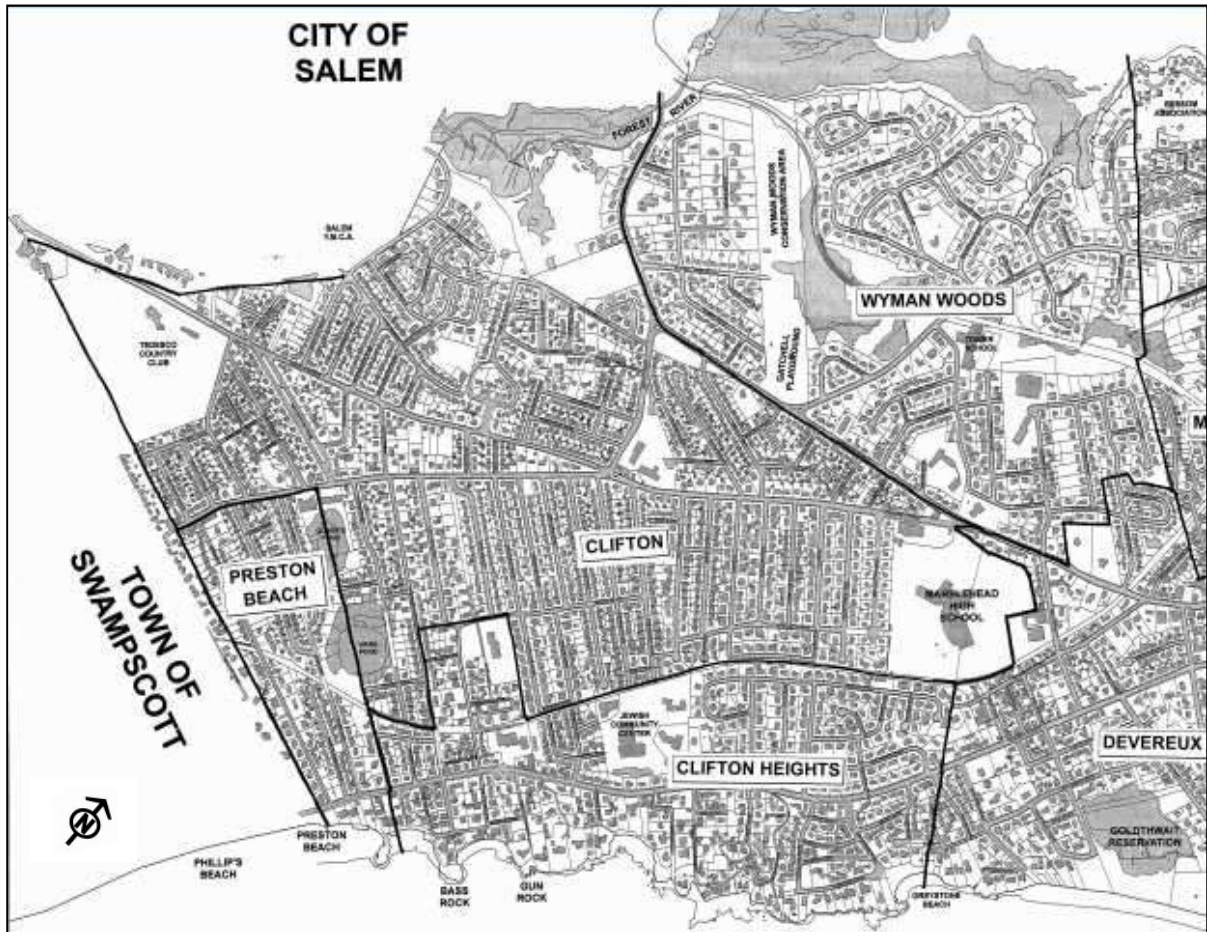 CITY OF
SALEM
FOREST RIVER
WYMAN WOODS
CONSERVATION AREA
SALEM
Y.M.C.A.
TEDESCO
COUNTRY
CLUB
WYMAN WOODS
GATCHELL
PLAYGROUND
SCHOOL
ASSOCIATION
M
CLIFTON
PRESTON
BEACH
TOWN OF
SWAMPSCOTT
MARBLEHEAD
HIGH
SCHOOL
JEWISH
COMMUNITY
CENTER
CLIFTON HEIGHTS
DEVEREUX
GOLDTHWAIT
RESERVATION
N
PRESTON
BEACH
PHILLIP'S
BEACH
BASS
ROCK
GUN
ROCK
GREYSTONE
BEACH